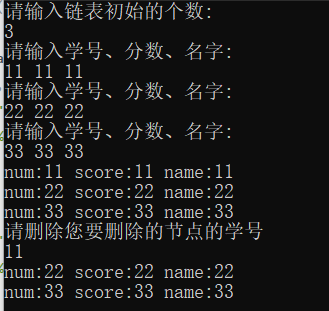 请输入链表初始的个数:
3
请输入学号、分数、名字:
11 11 11
请输入学号、分数、名字:
22 22 22
请输入学号、分数、名字:
33 33 33
num:11 score:11 name:11
num:22 score:22 name:22
num:33 score:33 name:33
请删除您要删除的节点的学号
11
num:22 score:22 name:22
num:33 score:33 name:33